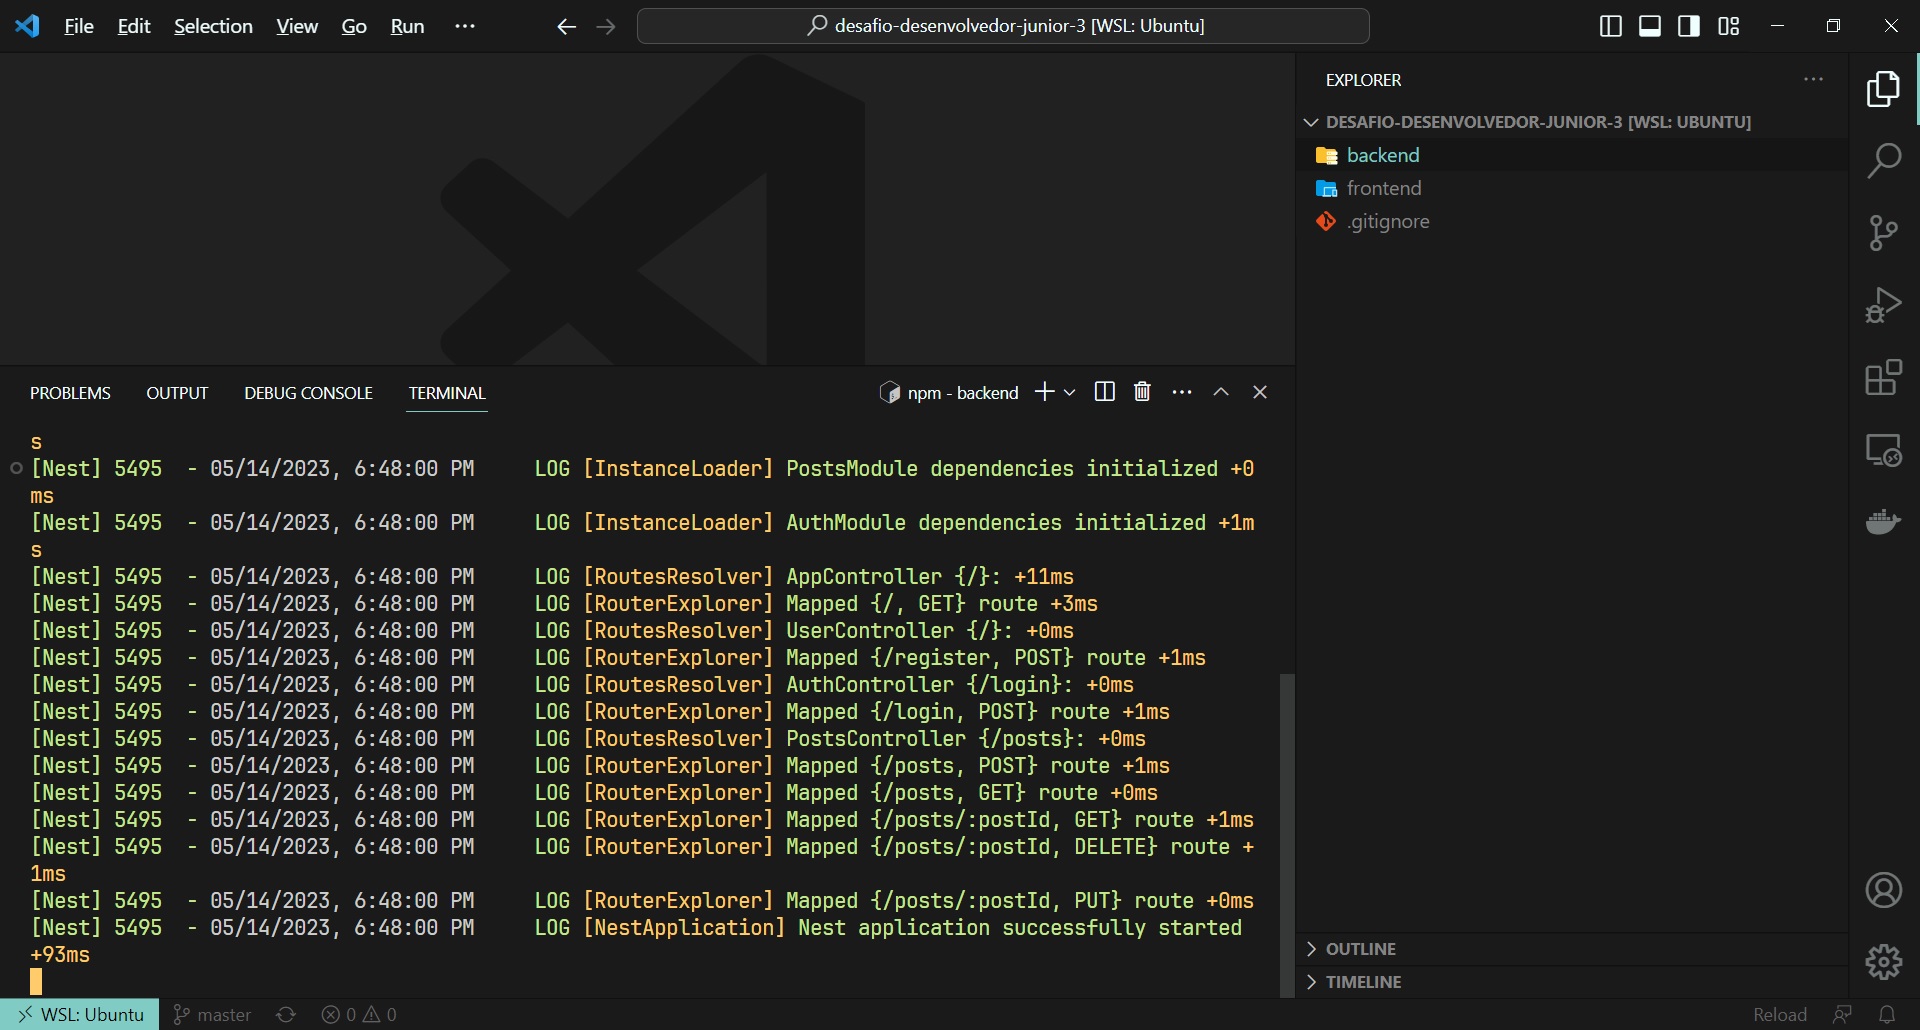 File Edit Selection View Go Run ··· desafio-desenvolvedor-junior-3 [WSL: Ubuntu]
EXPLORER
DESAFIO-DESENVOLVEDOR-JUNIOR-3 [WSL: UBUNTU]
backend
frontend
.gitignore
PROBLEMS OUTPUT DEBUG CONSOLE TERMINAL npm - backend
s
[Nest] 5495  - 05/14/2023, 6:48:00 PM     LOG [InstanceLoader] PostsModule dependencies initialized +0
ms
[Nest] 5495  - 05/14/2023, 6:48:00 PM     LOG [InstanceLoader] AuthModule dependencies initialized +1m
s
[Nest] 5495  - 05/14/2023, 6:48:00 PM     LOG [RoutesResolver] AppController {/}: +11ms
[Nest] 5495  - 05/14/2023, 6:48:00 PM     LOG [RouterExplorer] Mapped {/, GET} route +3ms
[Nest] 5495  - 05/14/2023, 6:48:00 PM     LOG [RoutesResolver] UserController {/}: +0ms
[Nest] 5495  - 05/14/2023, 6:48:00 PM     LOG [RouterExplorer] Mapped {/register, POST} route +1ms
[Nest] 5495  - 05/14/2023, 6:48:00 PM     LOG [RoutesResolver] AuthController {/login}: +0ms
[Nest] 5495  - 05/14/2023, 6:48:00 PM     LOG [RouterExplorer] Mapped {/login, POST} route +1ms
[Nest] 5495  - 05/14/2023, 6:48:00 PM     LOG [RoutesResolver] PostsController {/posts}: +0ms
[Nest] 5495  - 05/14/2023, 6:48:00 PM     LOG [RouterExplorer] Mapped {/posts, POST} route +1ms
[Nest] 5495  - 05/14/2023, 6:48:00 PM     LOG [RouterExplorer] Mapped {/posts, GET} route +0ms
[Nest] 5495  - 05/14/2023, 6:48:00 PM     LOG [RouterExplorer] Mapped {/posts/:postId, GET} route +1ms
[Nest] 5495  - 05/14/2023, 6:48:00 PM     LOG [RouterExplorer] Mapped {/posts/:postId, DELETE} route +
1ms
[Nest] 5495  - 05/14/2023, 6:48:00 PM     LOG [RouterExplorer] Mapped {/posts/:postId, PUT} route +0ms
[Nest] 5495  - 05/14/2023, 6:48:00 PM     LOG [NestApplication] Nest application successfully started
+93ms
OUTLINE
TIMELINE
WSL: Ubuntu master 0 0 Reload